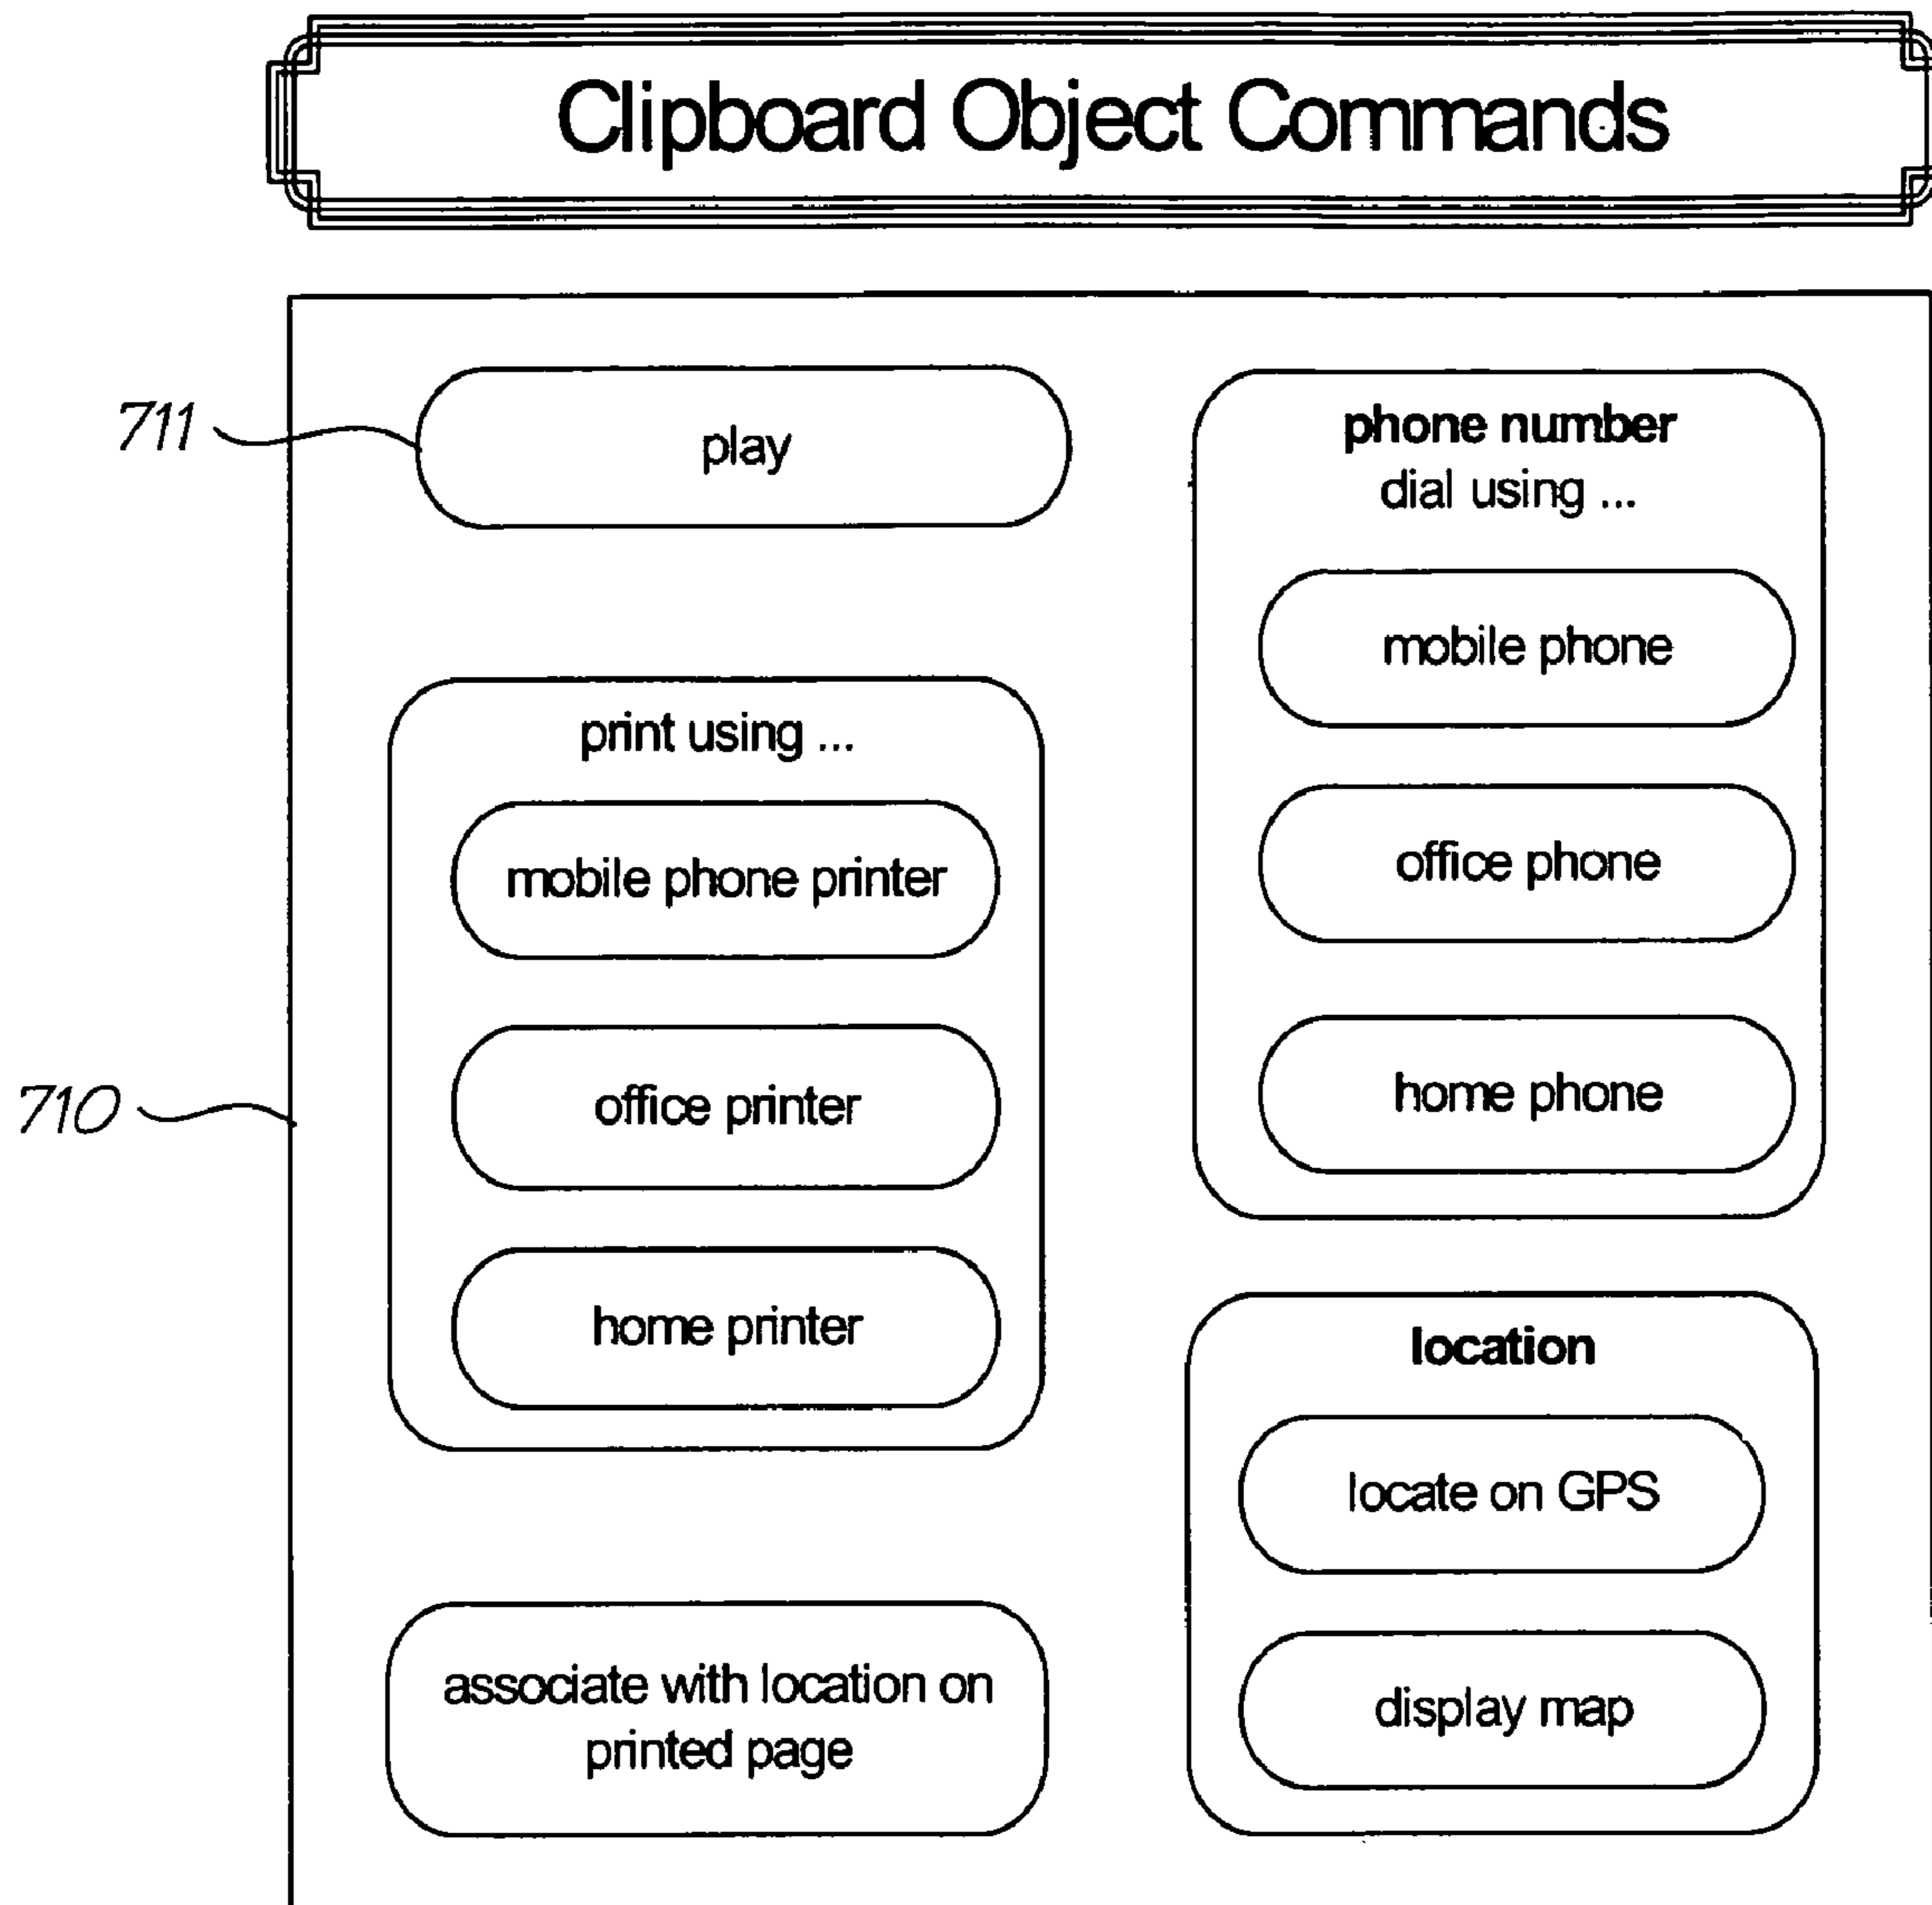 Clipboard Object Commands
711
play
print using ...
mobile phone printer
office printer
home printer
710
associate with location on
printed page
phone number
dial using ...
mobile phone
office phone
home phone
location
locate on GPS
display map